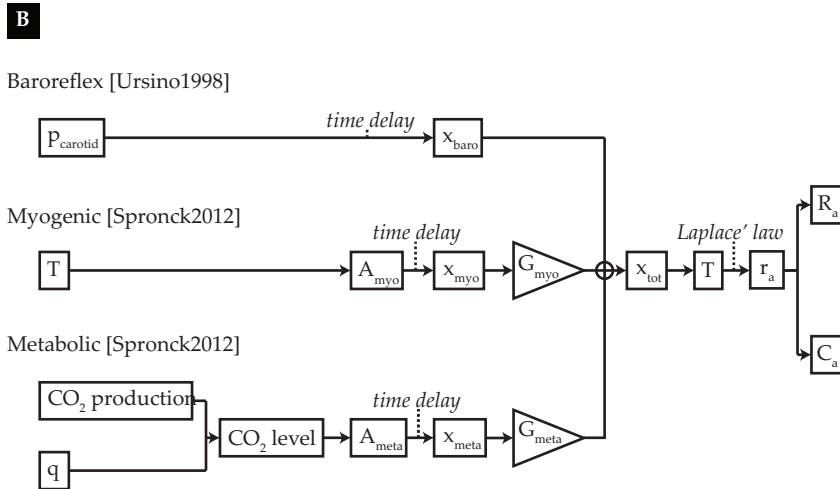 B
Baroreflex [Ursino1998]
time delay
p_carotid
x_baro
Myogenic [Spronck2012]
time delay
Laplace' law
R_a
T
A_myo
x_myo
G_myo
x_tot
T
r_a
Metabolic [Spronck2012]
C_a
CO₂ production
time delay
CO₂ level
A_meta
x_meta
G_meta
q